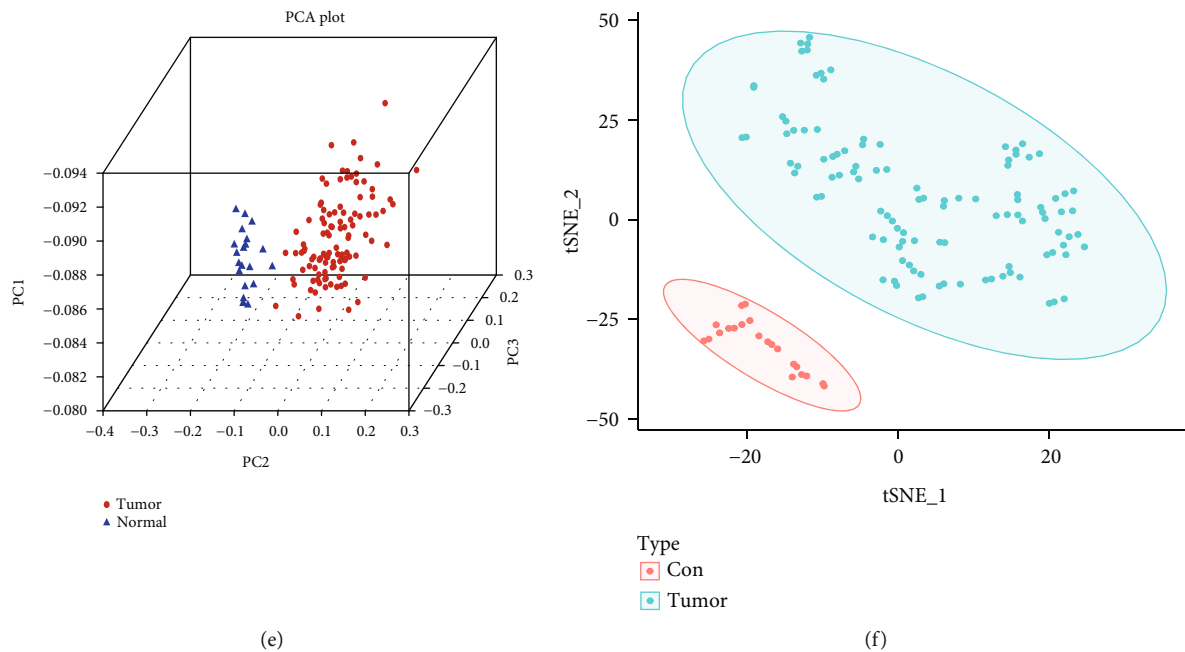 PCA plot
−0.094
−0.092
−0.090
−0.088
−0.086
−0.084
−0.082
−0.080
PC1
−0.4
−0.3
−0.2
−0.1
0.0
0.1
0.2
0.3
PC2
0.3
0.2
0.1
0.0
−0.1
−0.2
−0.3
PC3
Tumor
Normal
(e)
50
25
0
−25
−50
tSNE_2
−20
0
20
tSNE_1
Type
Con
Tumor
(f)